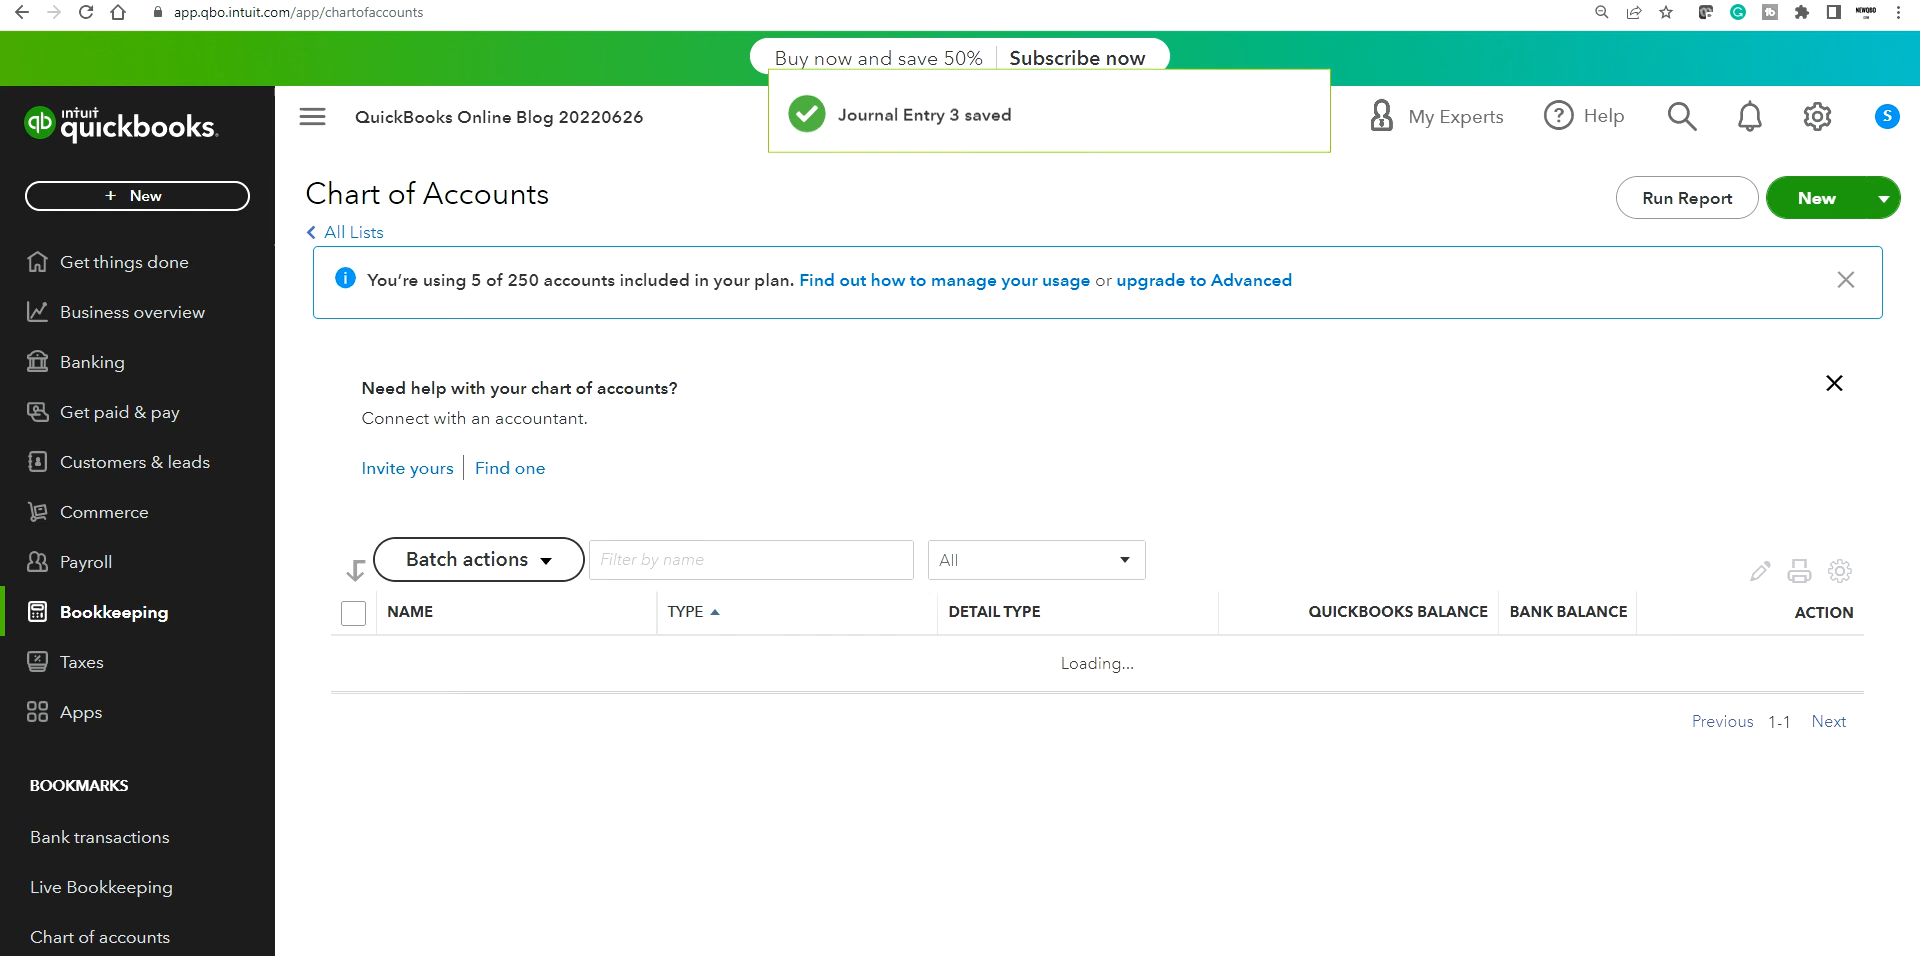 app.qbo.intuit.com/app/chartofaccounts
Buy now and save 50% Subscribe now
Journal Entry 3 saved
intuit quickbooks.
QuickBooks Online Blog 20220626
My Experts
Help
S
+ New
Get things done
Business overview
Banking
Get paid & pay
Customers & leads
Commerce
Payroll
Bookkeeping
Taxes
Apps
BOOKMARKS
Bank transactions
Live Bookkeeping
Chart of accounts
Chart of Accounts
All Lists
Run Report
New
You're using 5 of 250 accounts included in your plan. Find out how to manage your usage or upgrade to Advanced
Need help with your chart of accounts?
Connect with an accountant.
Invite yours Find one
Batch actions
Filter by name
All
NAME TYPE DETAIL TYPE QUICKBOOKS BALANCE BANK BALANCE ACTION
Loading...
Previous 1-1 Next